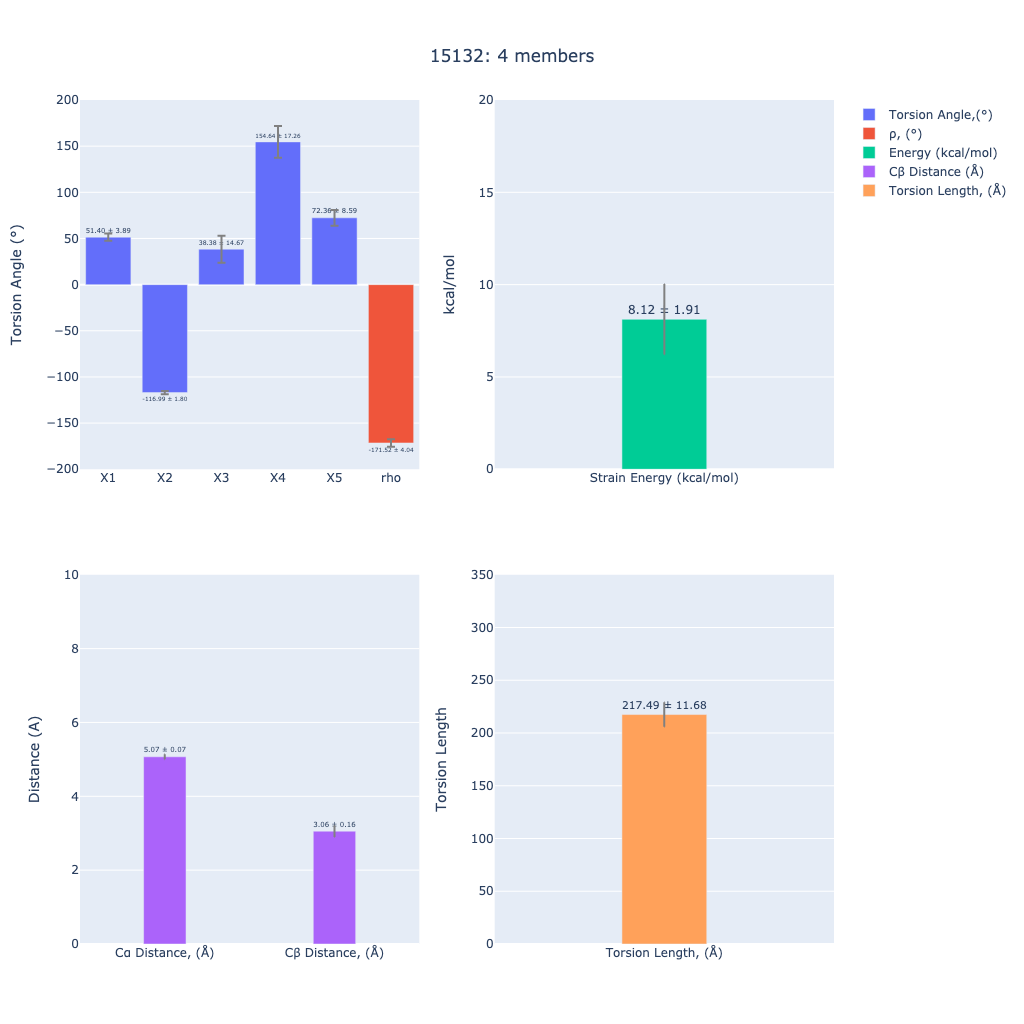 15132: 4 members
200
150
100
50
0
−50
−100
−150
−200
Torsion Angle (°)
51.40 ± 3.89
-116.99 ± 1.80
38.38 ± 14.67
154.64 ± 17.26
72.36 ± 8.59
-171.52 ± 4.04
X1 X2 X3 X4 X5 rho
20
15
10
5
0
kcal/mol
8.12 ± 1.91
Strain Energy (kcal/mol)
Torsion Angle,(°)
ρ, (°)
Energy (kcal/mol)
Cβ Distance (Å)
Torsion Length, (Å)
10
8
6
4
2
0
Distance (A)
5.07 ± 0.07
3.06 ± 0.16
Cα Distance, (Å) Cβ Distance, (Å)
350
300
250
200
150
100
50
0
Torsion Length
217.49 ± 11.68
Torsion Length, (Å)